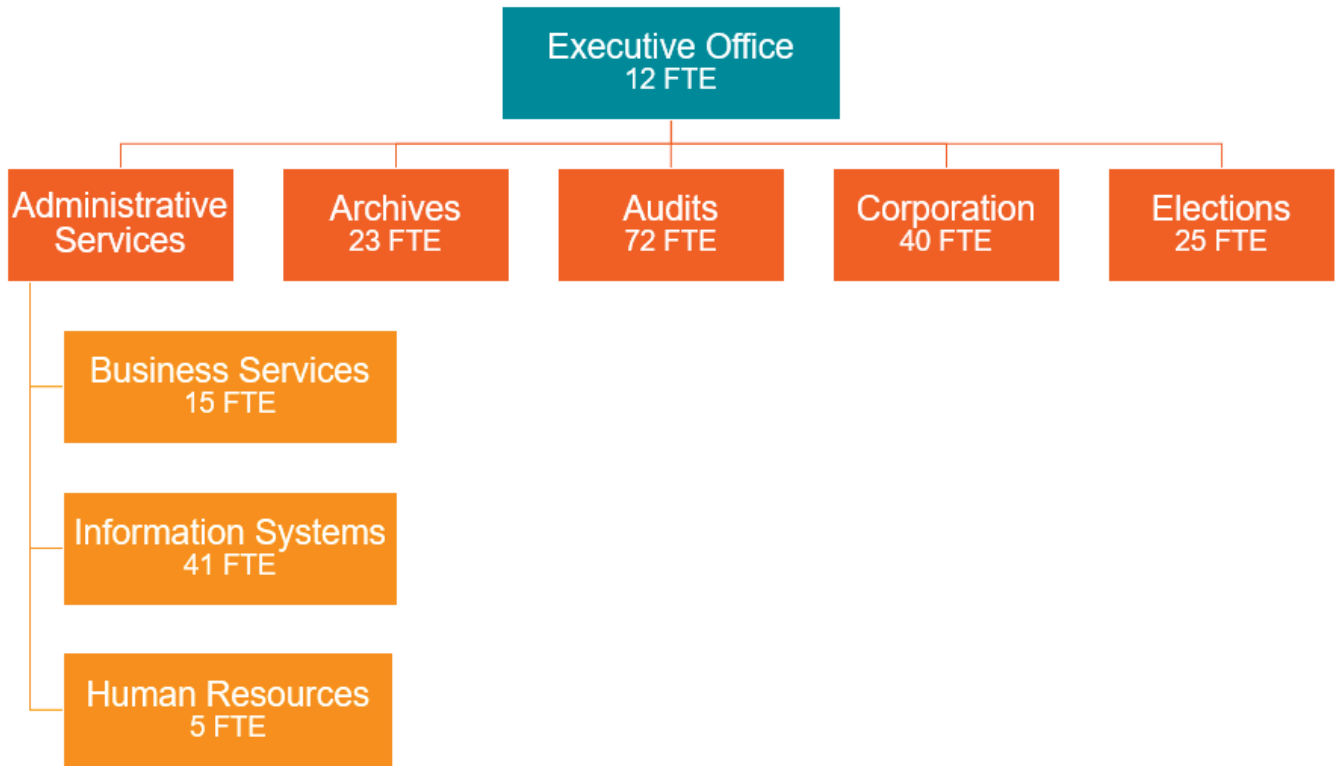 Executive Office
12 FTE
Administrative
Services
Archives
23 FTE
Audits
72 FTE
Corporation
40 FTE
Elections
25 FTE
Business Services
15 FTE
Information Systems
41 FTE
Human Resources
5 FTE